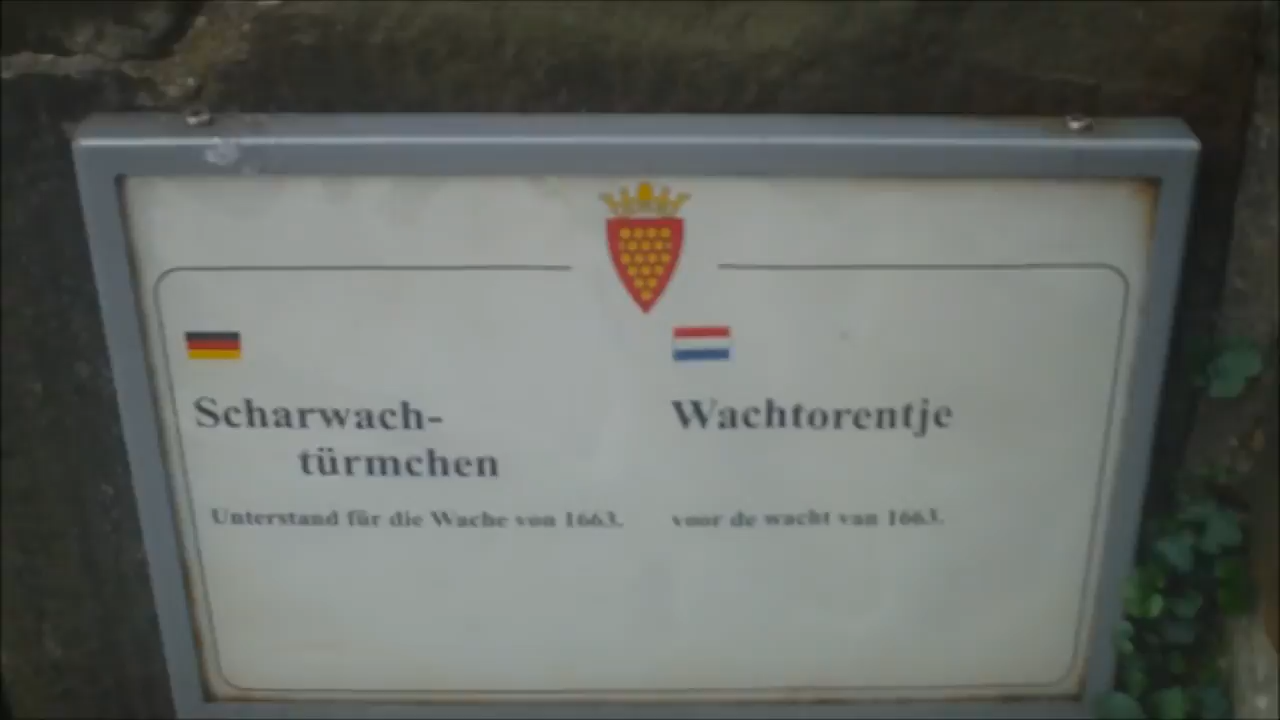 Scharwach-
türmchen
Unterstand für die Wache von 1663.
Wachtorentje
voor de wacht van 1663.